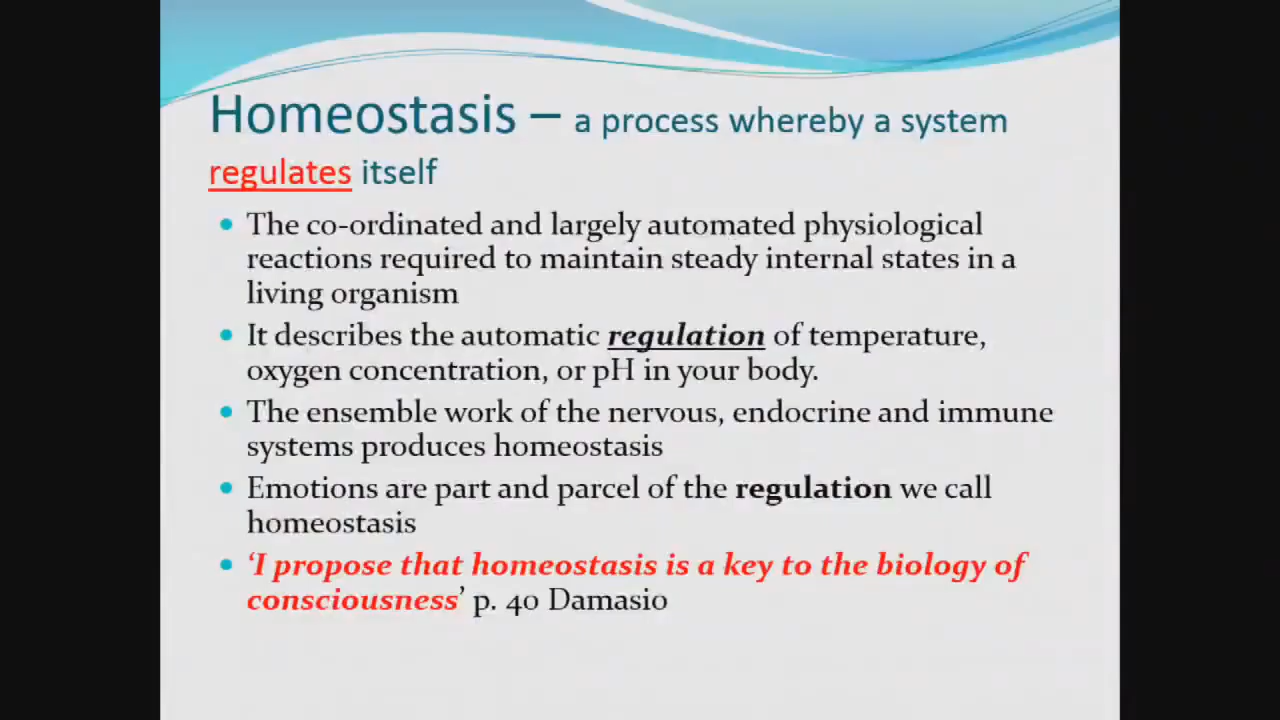 Homeostasis – a process whereby a system
regulates itself
The co-ordinated and largely automated physiological
reactions required to maintain steady internal states in a
living organism
It describes the automatic regulation of temperature,
oxygen concentration, or pH in your body.
The ensemble work of the nervous, endocrine and immune
systems produces homeostasis
Emotions are part and parcel of the regulation we call
homeostasis
‘I propose that homeostasis is a key to the biology of
consciousness’ p. 40 Damasio